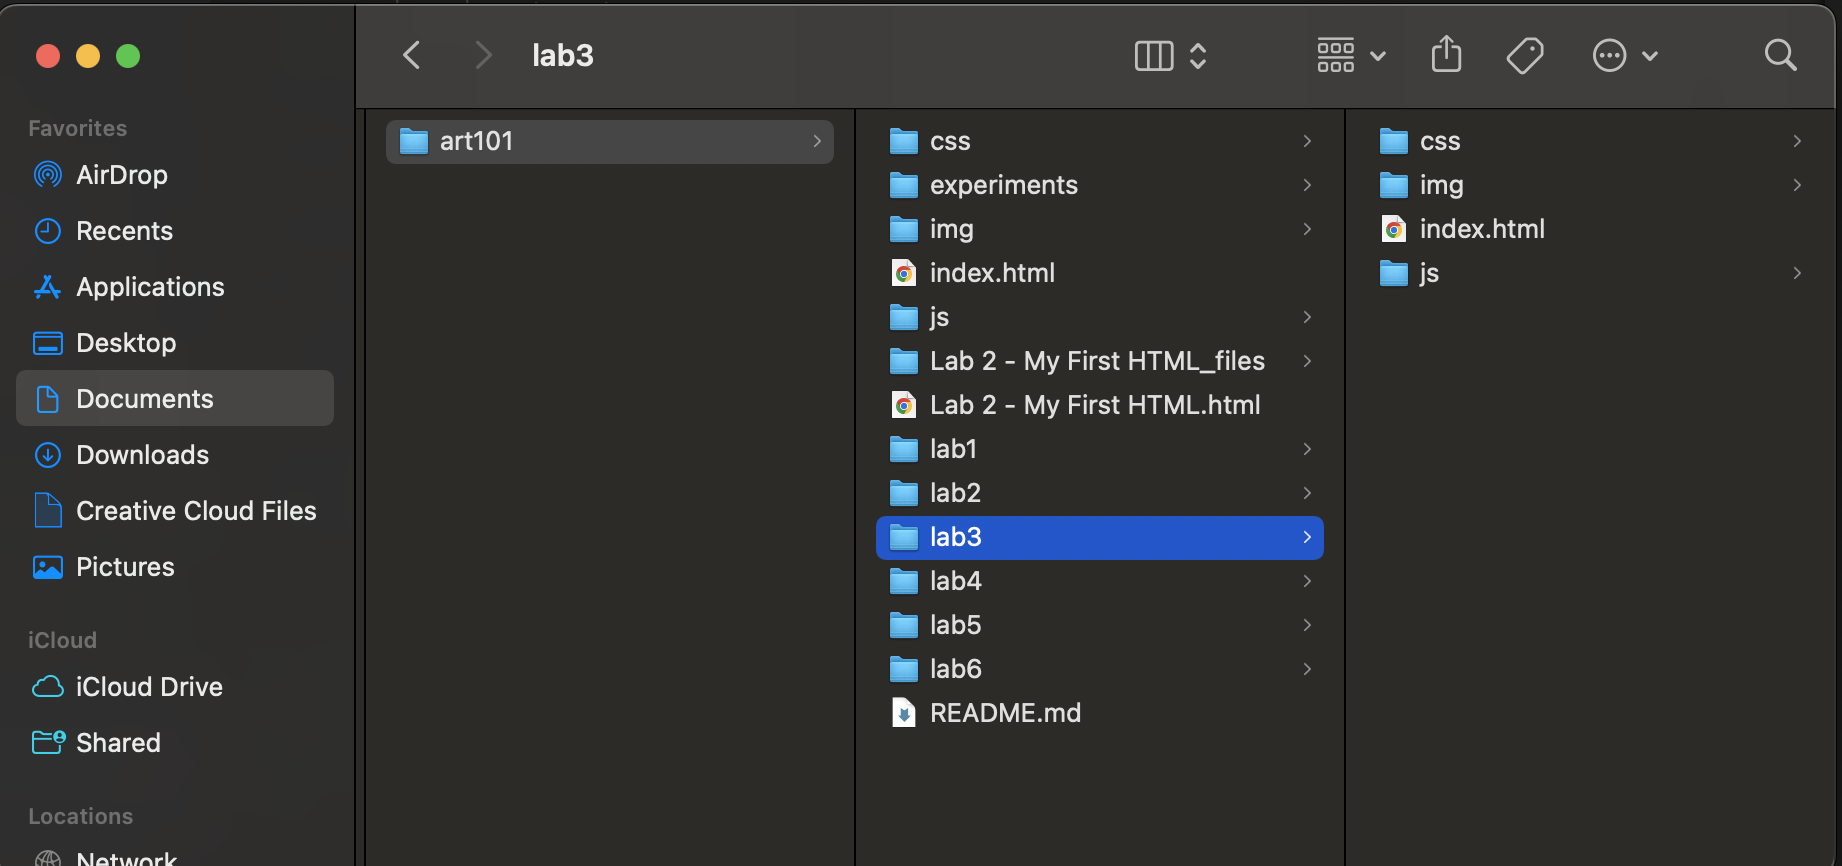 lab3
Favorites
AirDrop
Recents
Applications
Desktop
Documents
Downloads
Creative Cloud Files
Pictures
iCloud
iCloud Drive
Shared
Locations
Network
art101
css
experiments
img
index.html
js
Lab 2 - My First HTML_files
Lab 2 - My First HTML.html
lab1
lab2
lab3
lab4
lab5
lab6
README.md
css
img
index.html
js